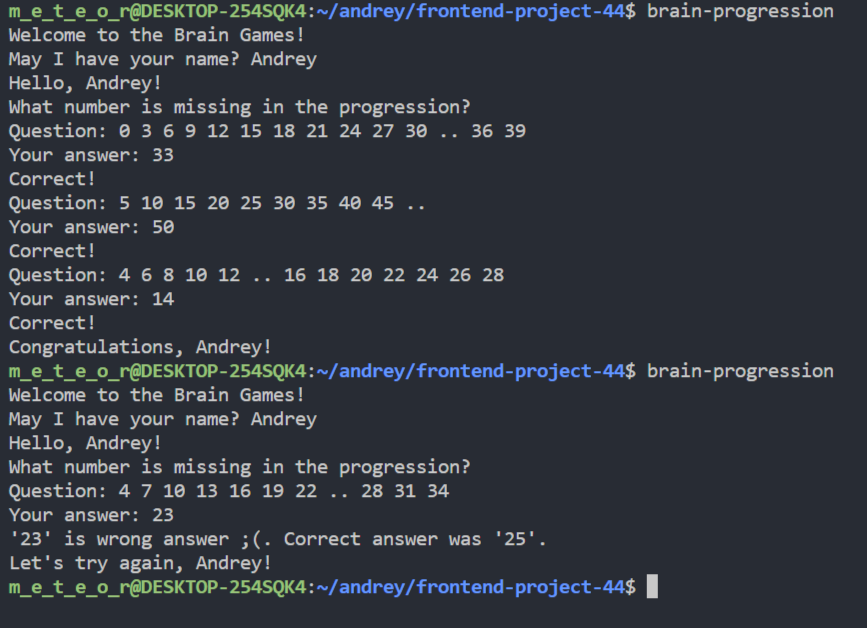 m_e_t_e_o_r@DESKTOP-254SQK4:~/andrey/frontend-project-44$ brain-progression
Welcome to the Brain Games!
May I have your name? Andrey
Hello, Andrey!
What number is missing in the progression?
Question: 0 3 6 9 12 15 18 21 24 27 30 .. 36 39
Your answer: 33
Correct!
Question: 5 10 15 20 25 30 35 40 45 ..
Your answer: 50
Correct!
Question: 4 6 8 10 12 .. 16 18 20 22 24 26 28
Your answer: 14
Correct!
Congratulations, Andrey!
m_e_t_e_o_r@DESKTOP-254SQK4:~/andrey/frontend-project-44$ brain-progression
Welcome to the Brain Games!
May I have your name? Andrey
Hello, Andrey!
What number is missing in the progression?
Question: 4 7 10 13 16 19 22 .. 28 31 34
Your answer: 23
'23' is wrong answer ;(. Correct answer was '25'.
Let's try again, Andrey!
m_e_t_e_o_r@DESKTOP-254SQK4:~/andrey/frontend-project-44$